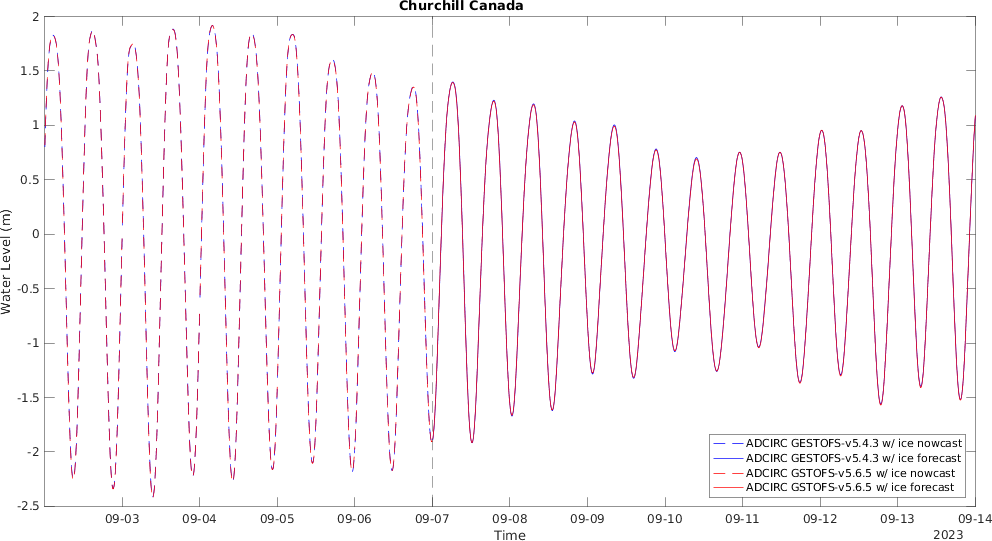 Churchill Canada
2
1.5
1
0.5
0
-0.5
-1
-1.5
-2
-2.5
Water Level (m)
ADCIRC GESTOFS-v5.4.3 w/ ice nowcast
ADCIRC GESTOFS-v5.4.3 w/ ice forecast
ADCIRC GSTOFS-v5.6.5 w/ ice nowcast
ADCIRC GSTOFS-v5.6.5 w/ ice forecast
09-03 09-04 09-05 09-06 09-07 09-08 09-09 09-10 09-11 09-12 09-13 09-14
Time
2023